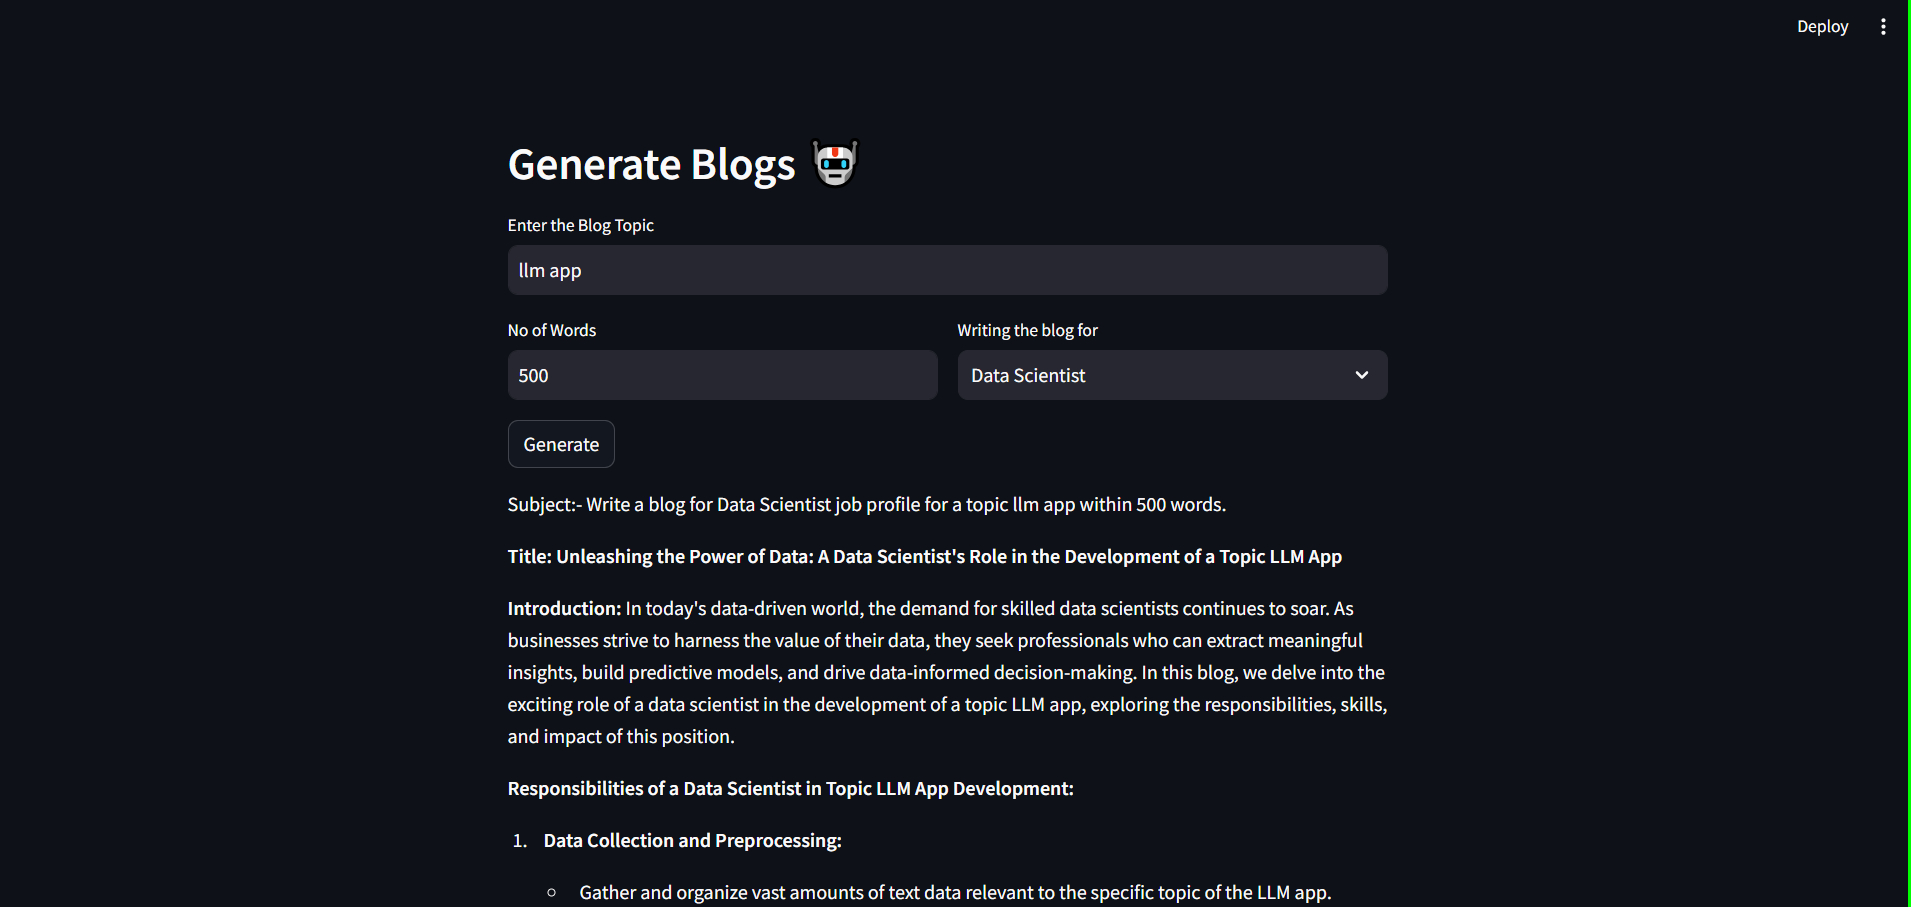 Deploy
Generate Blogs
Enter the Blog Topic
llm app
No of Words
Writing the blog for
500
Data Scientist
Generate
Subject:- Write a blog for Data Scientist job profile for a topic llm app within 500 words.
Title: Unleashing the Power of Data: A Data Scientist's Role in the Development of a Topic LLM App
Introduction: In today's data-driven world, the demand for skilled data scientists continues to soar. As
businesses strive to harness the value of their data, they seek professionals who can extract meaningful
insights, build predictive models, and drive data-informed decision-making. In this blog, we delve into the
exciting role of a data scientist in the development of a topic LLM app, exploring the responsibilities, skills,
and impact of this position.
Responsibilities of a Data Scientist in Topic LLM App Development:
1. Data Collection and Preprocessing:
○ Gather and organize vast amounts of text data relevant to the specific topic of the LLM app.